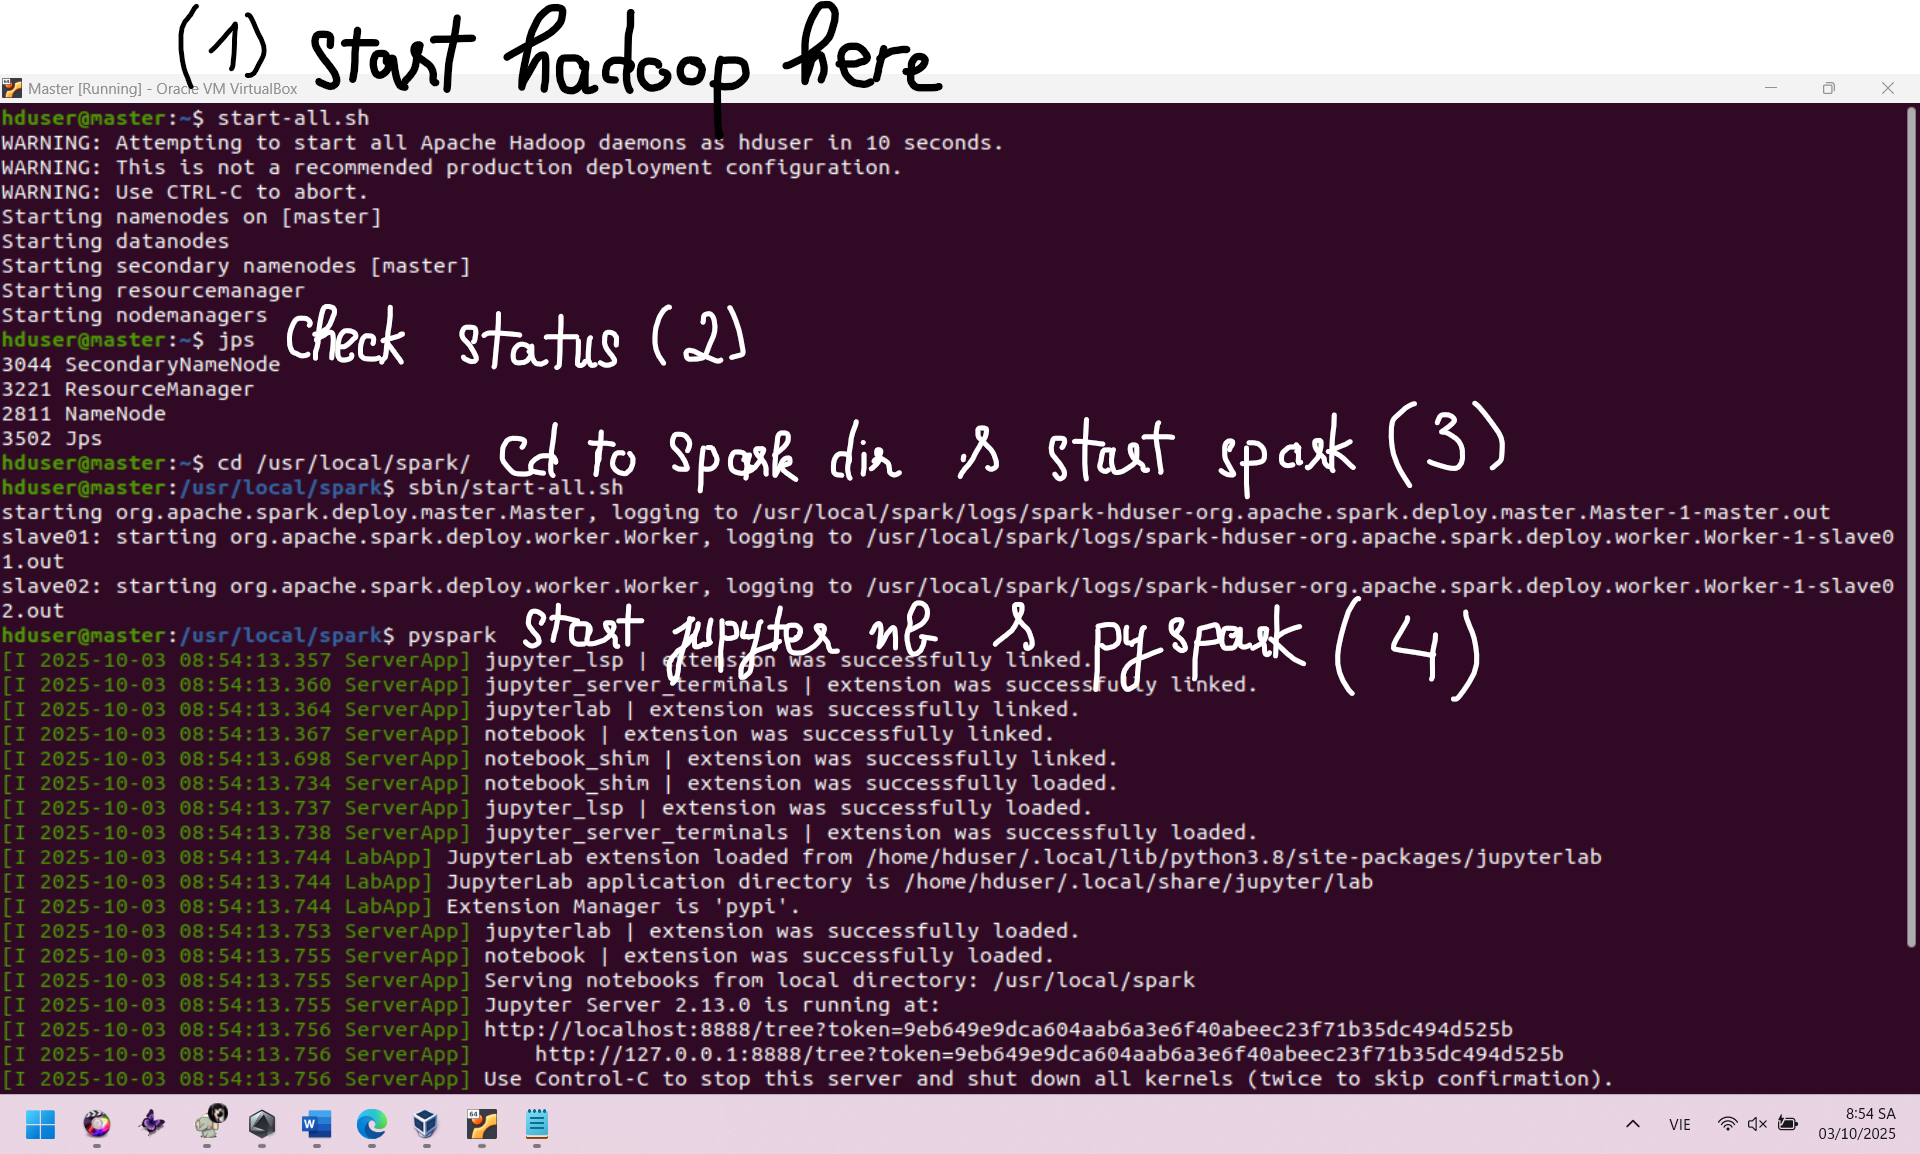 (1) start hadoop here
Master [Running] - Oracle VM VirtualBox
hduser@master:~$ start-all.sh
WARNING: Attempting to start all Apache Hadoop daemons as hduser in 10 seconds.
WARNING: This is not a recommended production deployment configuration.
WARNING: Use CTRL-C to abort.
Starting namenodes on [master]
Starting datanodes
Starting secondary namenodes [master]
Starting resourcemanager
Starting nodemanagers
hduser@master:~$ jps check status (2)
3044 SecondaryNameNode
3221 ResourceManager
2811 NameNode
3502 Jps
hduser@master:~$ cd /usr/local/spark/ cd to spark dir & start spark (3)
hduser@master:/usr/local/spark$ sbin/start-all.sh
starting org.apache.spark.deploy.master.Master, logging to /usr/local/spark/logs/spark-hduser-org.apache.spark.deploy.master.Master-1-master.out
slave01: starting org.apache.spark.deploy.worker.Worker, logging to /usr/local/spark/logs/spark-hduser-org.apache.spark.deploy.worker.Worker-1-slave0
1.out
slave02: starting org.apache.spark.deploy.worker.Worker, logging to /usr/local/spark/logs/spark-hduser-org.apache.spark.deploy.worker.Worker-1-slave0
2.out
hduser@master:/usr/local/spark$ pyspark start jupyter nb & pyspark (4)
[I 2025-10-03 08:54:13.357 ServerApp] jupyter_lsp | extension was successfully linked.
[I 2025-10-03 08:54:13.360 ServerApp] jupyter_server_terminals | extension was successfully linked.
[I 2025-10-03 08:54:13.364 ServerApp] jupyterlab | extension was successfully linked.
[I 2025-10-03 08:54:13.367 ServerApp] notebook | extension was successfully linked.
[I 2025-10-03 08:54:13.698 ServerApp] notebook_shim | extension was successfully linked.
[I 2025-10-03 08:54:13.734 ServerApp] notebook_shim | extension was successfully loaded.
[I 2025-10-03 08:54:13.737 ServerApp] jupyter_lsp | extension was successfully loaded.
[I 2025-10-03 08:54:13.738 ServerApp] jupyter_server_terminals | extension was successfully loaded.
[I 2025-10-03 08:54:13.744 LabApp] JupyterLab extension loaded from /home/hduser/.local/lib/python3.8/site-packages/jupyterlab
[I 2025-10-03 08:54:13.744 LabApp] JupyterLab application directory is /home/hduser/.local/share/jupyter/lab
[I 2025-10-03 08:54:13.744 LabApp] Extension Manager is 'pypi'.
[I 2025-10-03 08:54:13.753 ServerApp] jupyterlab | extension was successfully loaded.
[I 2025-10-03 08:54:13.755 ServerApp] notebook | extension was successfully loaded.
[I 2025-10-03 08:54:13.755 ServerApp] Serving notebooks from local directory: /usr/local/spark
[I 2025-10-03 08:54:13.755 ServerApp] Jupyter Server 2.13.0 is running at:
[I 2025-10-03 08:54:13.756 ServerApp] http://localhost:8888/tree?token=9eb649e9dca604aab6a3e6f40abeec23f71b35dc494d525b
[I 2025-10-03 08:54:13.756 ServerApp]     http://127.0.0.1:8888/tree?token=9eb649e9dca604aab6a3e6f40abeec23f71b35dc494d525b
[I 2025-10-03 08:54:13.756 ServerApp] Use Control-C to stop this server and shut down all kernels (twice to skip confirmation).
VIE
8:54 SA
03/10/2025